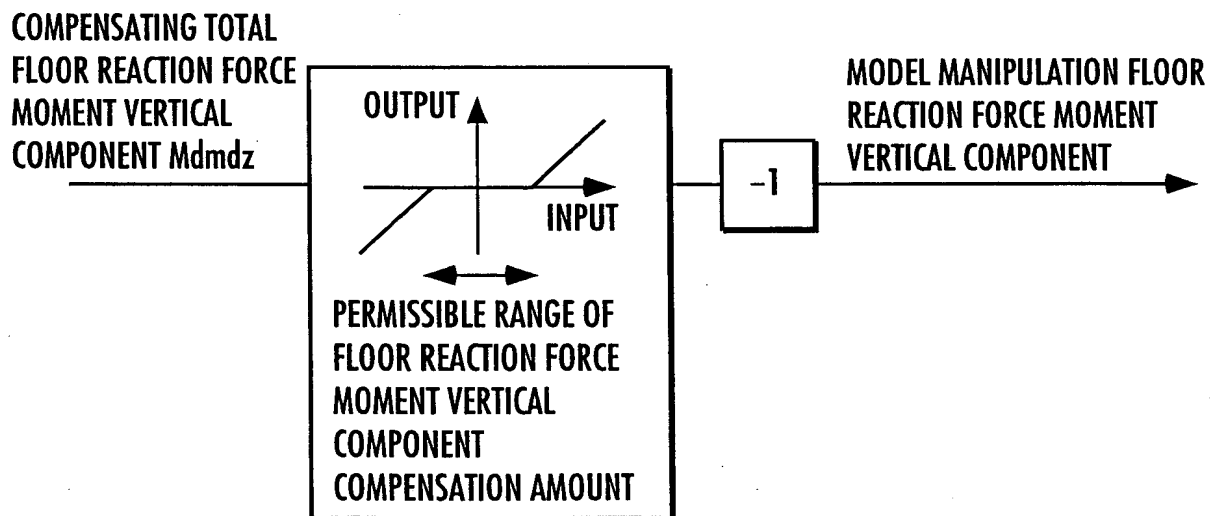 COMPENSATING TOTAL
FLOOR REACTION FORCE
MOMENT VERTICAL
COMPONENT Mdmdz
OUTPUT
INPUT
PERMISSIBLE RANGE OF
FLOOR REACTION FORCE
MOMENT VERTICAL
COMPONENT
COMPENSATION AMOUNT
-1
MODEL MANIPULATION FLOOR
REACTION FORCE MOMENT
VERTICAL COMPONENT